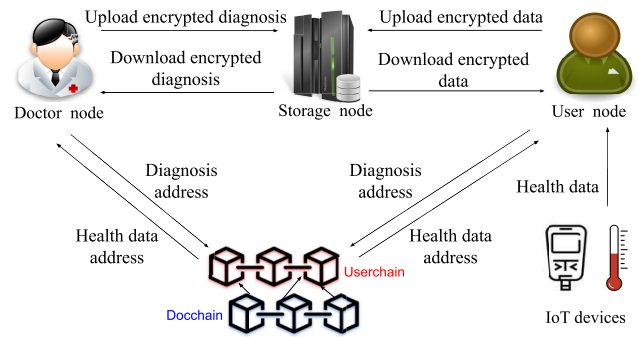 Upload encrypted diagnosis
Upload encrypted data
Download encrypted
diagnosis
Download encrypted
data
Doctor node
Storage node
User node
Diagnosis
address
Diagnosis
address
Health data
Health data
address
Health data
address
Userchain
Docchain
IoT devices